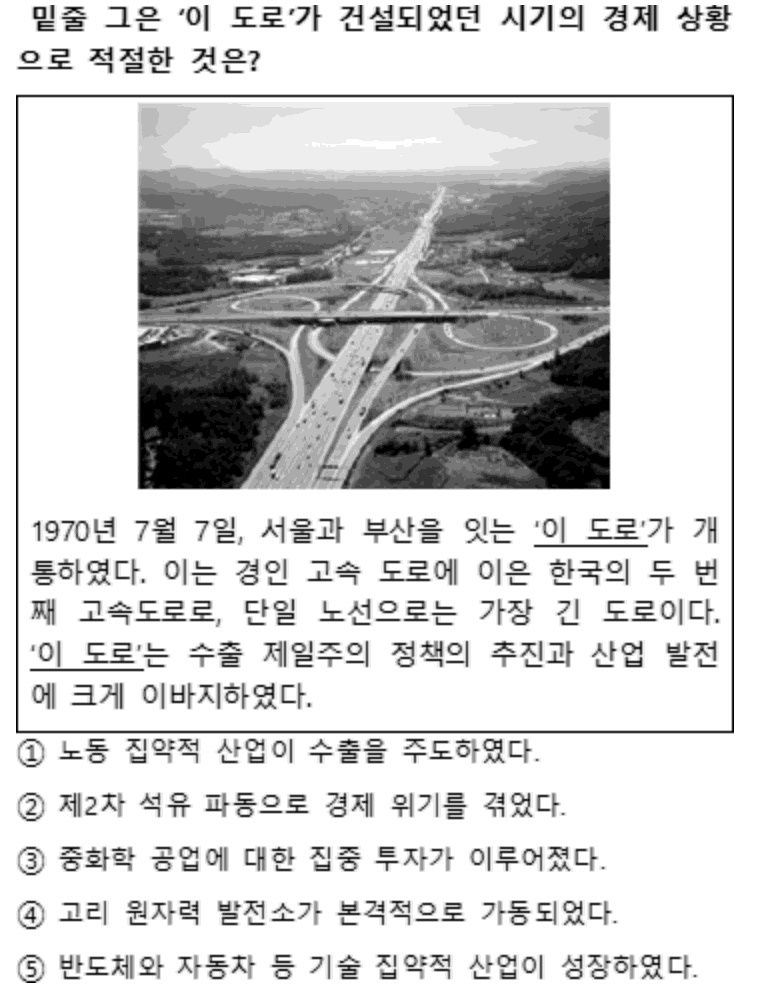 밑줄 그은 ‘이 도로’가 건설되었던 시기의 경제 상황
으로 적절한 것은?
1970년 7월 7일, 서울과 부산을 잇는 ‘이 도로’가 개
통하였다. 이는 경인 고속 도로에 이은 한국의 두 번
째 고속도로로, 단일 노선으로는 가장 긴 도로이다.
‘이 도로’는 수출 제일주의 정책의 추진과 산업 발전
에 크게 이바지하였다.
① 노동 집약적 산업이 수출을 주도하였다.
② 제2차 석유 파동으로 경제 위기를 겪었다.
③ 중화학 공업에 대한 집중 투자가 이루어졌다.
④ 고리 원자력 발전소가 본격적으로 가동되었다.
⑤ 반도체와 자동차 등 기술 집약적 산업이 성장하였다.